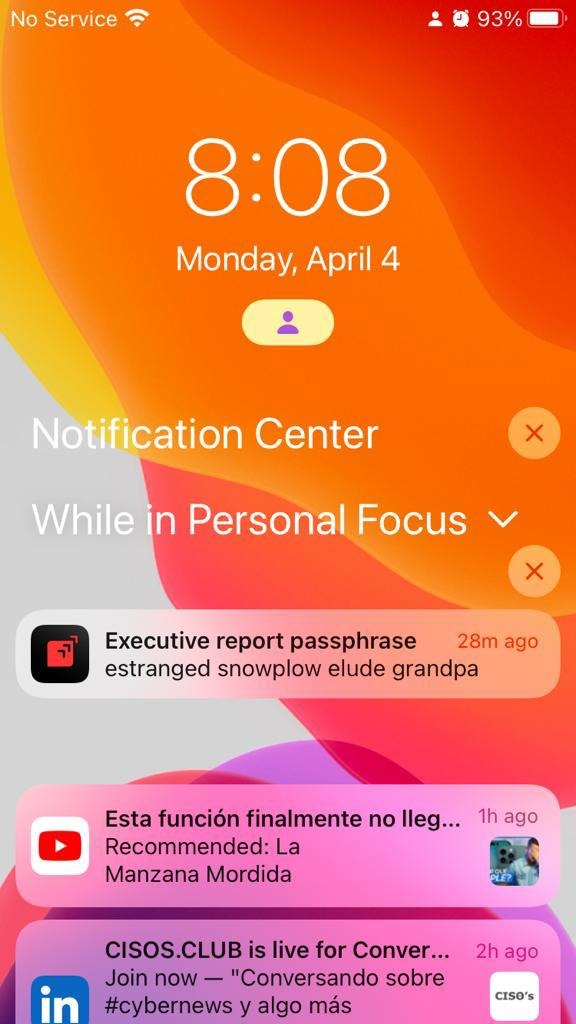 No Service 93%
8:08
Monday, April 4
Notification Center
While in Personal Focus
Executive report passphrase 28m ago
estranged snowplow elude grandpa
Esta función finalmente no lleg... 1h ago
Recommended: La
Manzana Mordida
CISOS.CLUB is live for Conver... 2h ago
Join now — "Conversando sobre
#cybernews y algo más
in
CISO's